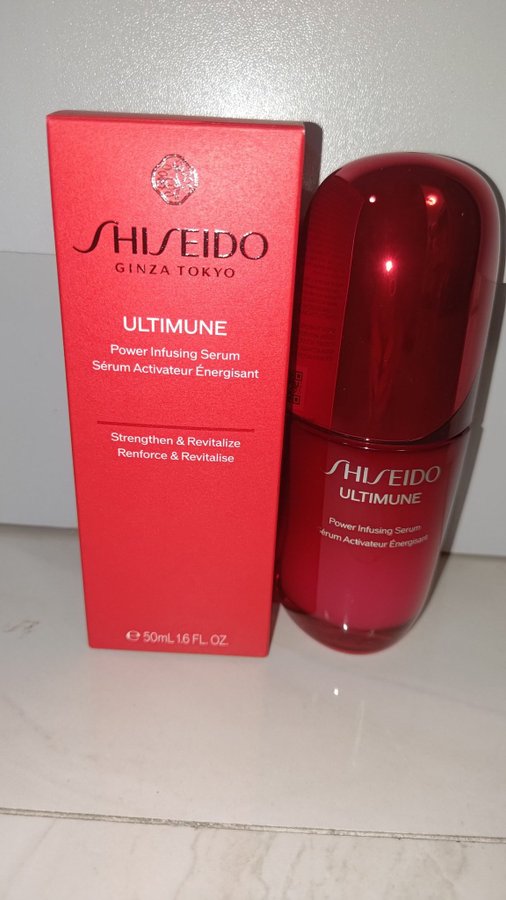 SHISEIDO
GINZA TOKYO
ULTIMUNE
Power Infusing Serum
Sérum Activateur Énergisant
Strengthen & Revitalize
Renforce & Revitalise
℮ 50mL 1.6 FL. OZ.
SHISEIDO
ULTIMUNE
Power Infusing Serum
Sérum Activateur Énergisant